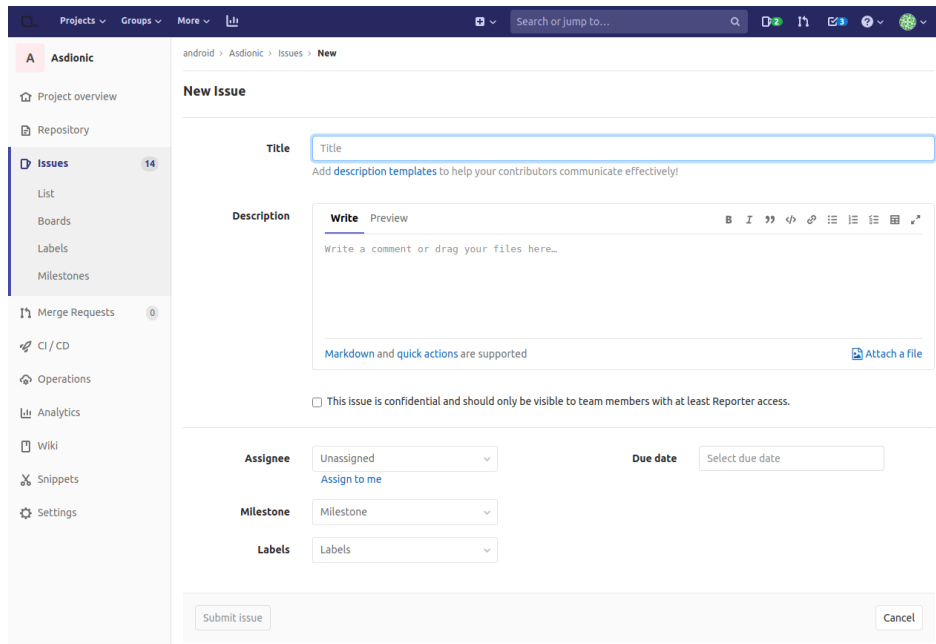 Projects Groups More Search or jump to... 2 3
A Asdionic
android > Asdionic > Issues > New
Project overview
Repository
Issues 14
List
Boards
Labels
Milestones
Merge Requests 0
CI / CD
Operations
Analytics
Wiki
Snippets
Settings
New Issue
Title Title
Add description templates to help your contributors communicate effectively!
Description Write Preview
Write a comment or drag your files here…
Markdown and quick actions are supported Attach a file
This issue is confidential and should only be visible to team members with at least Reporter access.
Assignee Unassigned Due date Select due date
Assign to me
Milestone Milestone
Labels Labels
Submit issue Cancel